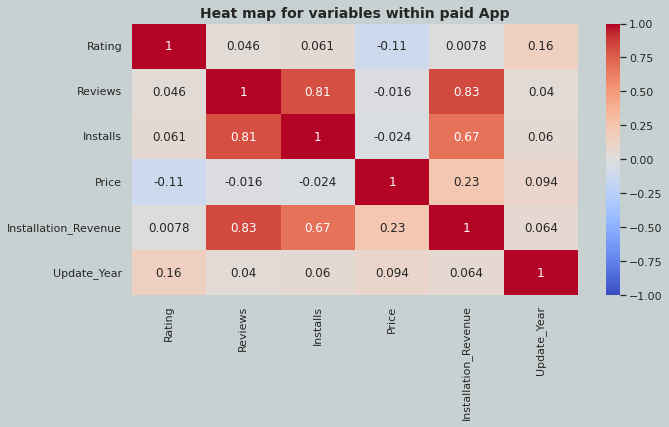 Heat map for variables within paid App
Rating 1 0.046 0.061 -0.11 0.0078 0.16
Reviews 0.046 1 0.81 -0.016 0.83 0.04
Installs 0.061 0.81 1 -0.024 0.67 0.06
Price -0.11 -0.016 -0.024 1 0.23 0.094
Installation_Revenue 0.0078 0.83 0.67 0.23 1 0.064
Update_Year 0.16 0.04 0.06 0.094 0.064 1
Rating
Reviews
Installs
Price
Installation_Revenue
Update_Year
1.00
0.75
0.50
0.25
0.00
−0.25
−0.50
−0.75
−1.00